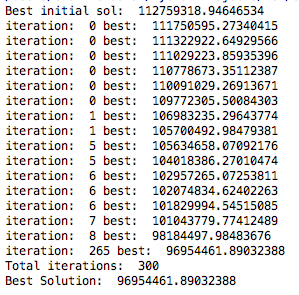 Best initial sol:  112759318.94646534
iteration:  0 best:  111750595.27340415
iteration:  0 best:  111322922.64929566
iteration:  0 best:  111029223.85935396
iteration:  0 best:  110778673.35112387
iteration:  0 best:  110091029.26913671
iteration:  0 best:  109772305.50084303
iteration:  1 best:  106983235.29643774
iteration:  1 best:  105700492.98479381
iteration:  5 best:  105634658.07092176
iteration:  5 best:  104018386.27010474
iteration:  6 best:  102957265.07253811
iteration:  6 best:  102074834.62402263
iteration:  6 best:  101829994.54515085
iteration:  7 best:  101043779.77412489
iteration:  8 best:  98184497.98483676
iteration:  265 best:  96954461.89032388
Total iterations:  300
Best Solution:  96954461.89032388